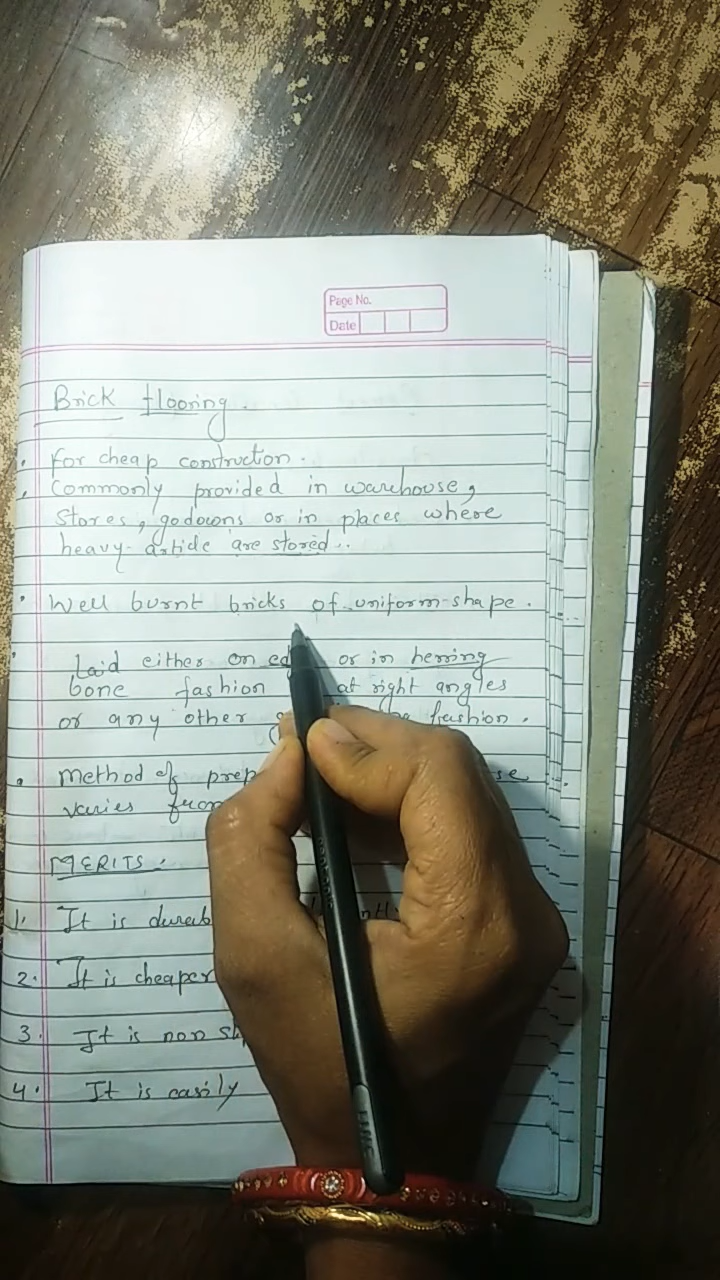 Page No.
Date
Brick flooring.
• For cheap construction.
• Commonly provided in warehouse,
stores, godowns or in places where
heavy-article are stored..
• Well burnt bricks of uniform-shape.
• Laid either on or in herring
bone fashion at right angles
or any other fashion.
• Method of
varies from
MERITS:
1. It is
2. It is cheaper
3. It is non
4. It is easily